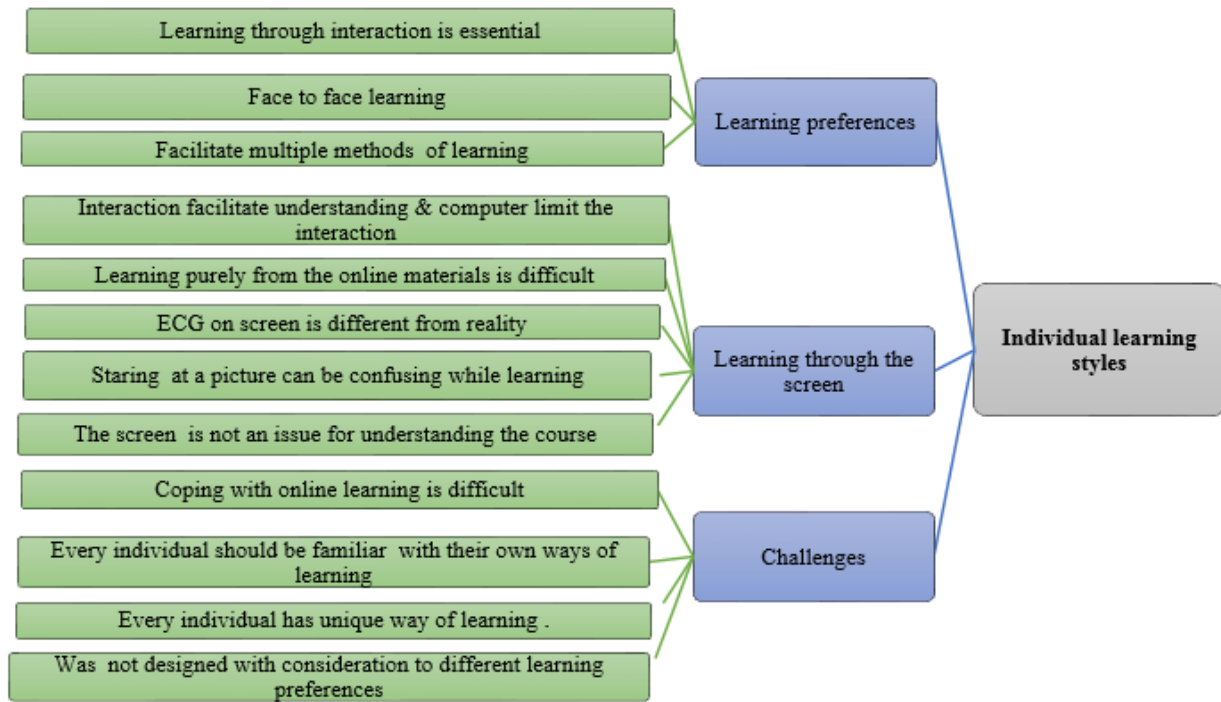 Learning through interaction is essential
Face to face learning
Facilitate multiple methods of learning
Learning preferences
Interaction facilitate understanding & computer limit the
interaction
Learning purely from the online materials is difficult
ECG on screen is different from reality
Staring at a picture can be confusing while learning
The screen is not an issue for understanding the course
Learning through the
screen
Coping with online learning is difficult
Every individual should be familiar with their own ways of
learning
Every individual has unique way of learning .
Was not designed with consideration to different learning
preferences
Challenges
Individual learning
styles